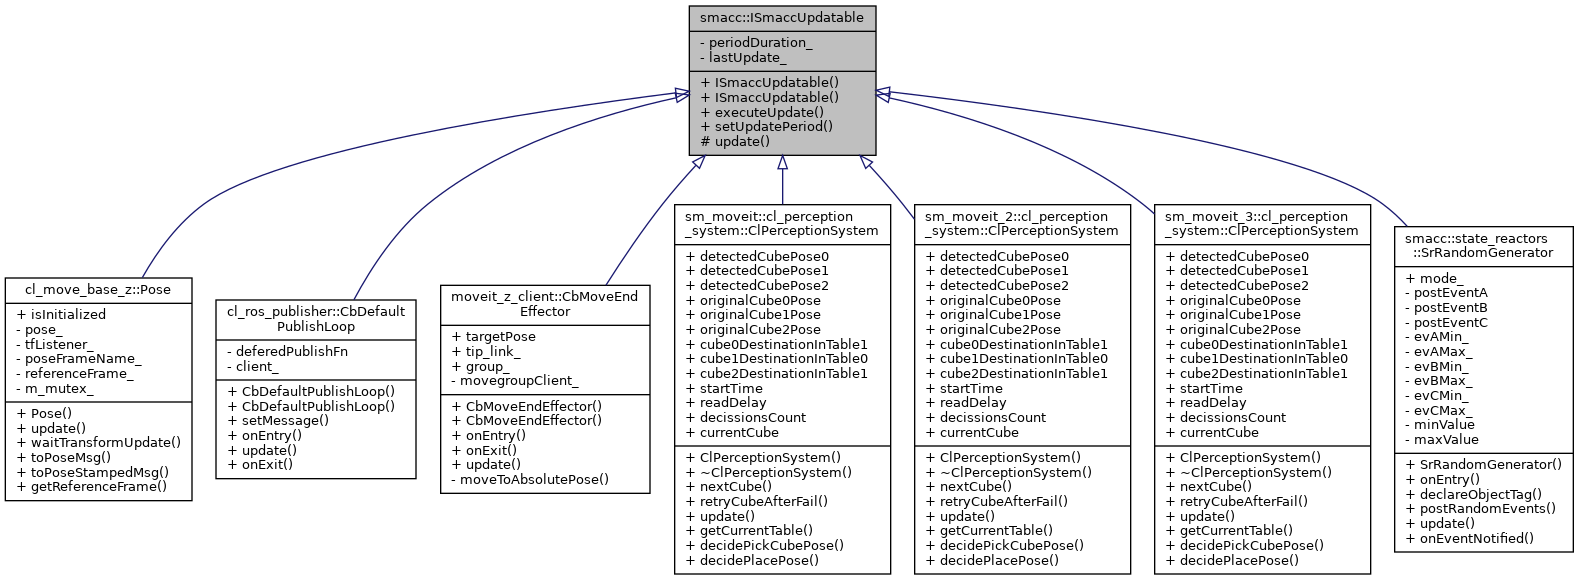 smacc::ISmaccUpdatable
- periodDuration_
- lastUpdate_
+ ISmaccUpdatable()
+ ISmaccUpdatable()
+ executeUpdate()
+ setUpdatePeriod()
# update()
cl_move_base_z::Pose
+ isInitialized
- pose_
- tfListener_
- poseFrameName_
- referenceFrame_
- m_mutex_
+ Pose()
+ update()
+ waitTransformUpdate()
+ toPoseMsg()
+ toPoseStampedMsg()
+ getReferenceFrame()
cl_ros_publisher::CbDefault
PublishLoop
- deferedPublishFn
- client_
+ CbDefaultPublishLoop()
+ CbDefaultPublishLoop()
+ setMessage()
+ onEntry()
+ update()
+ onExit()
moveit_z_client::CbMoveEnd
Effector
+ targetPose
+ tip_link_
+ group_
- movegroupClient_
+ CbMoveEndEffector()
+ CbMoveEndEffector()
+ onEntry()
+ onExit()
+ update()
- moveToAbsolutePose()
sm_moveit::cl_perception
_system::ClPerceptionSystem
+ detectedCubePose0
+ detectedCubePose1
+ detectedCubePose2
+ originalCube0Pose
+ originalCube1Pose
+ originalCube2Pose
+ cube0DestinationInTable1
+ cube1DestinationInTable0
+ cube2DestinationInTable1
+ startTime
+ readDelay
+ decissionsCount
+ currentCube
+ ClPerceptionSystem()
+ ~ClPerceptionSystem()
+ nextCube()
+ retryCubeAfterFail()
+ update()
+ getCurrentTable()
+ decidePickCubePose()
+ decidePlacePose()
sm_moveit_2::cl_perception
_system::ClPerceptionSystem
+ detectedCubePose0
+ detectedCubePose1
+ detectedCubePose2
+ originalCube0Pose
+ originalCube1Pose
+ originalCube2Pose
+ cube0DestinationInTable1
+ cube1DestinationInTable0
+ cube2DestinationInTable1
+ startTime
+ readDelay
+ decissionsCount
+ currentCube
+ ClPerceptionSystem()
+ ~ClPerceptionSystem()
+ nextCube()
+ retryCubeAfterFail()
+ update()
+ getCurrentTable()
+ decidePickCubePose()
+ decidePlacePose()
sm_moveit_3::cl_perception
_system::ClPerceptionSystem
+ detectedCubePose0
+ detectedCubePose1
+ detectedCubePose2
+ originalCube0Pose
+ originalCube1Pose
+ originalCube2Pose
+ cube0DestinationInTable1
+ cube1DestinationInTable0
+ cube2DestinationInTable1
+ startTime
+ readDelay
+ decissionsCount
+ currentCube
+ ClPerceptionSystem()
+ ~ClPerceptionSystem()
+ nextCube()
+ retryCubeAfterFail()
+ update()
+ getCurrentTable()
+ decidePickCubePose()
+ decidePlacePose()
smacc::state_reactors
::SrRandomGenerator
+ mode_
- postEventA
- postEventB
- postEventC
- evAMin_
- evAMax_
- evBMin_
- evBMax_
- evCMin_
- evCMax_
- minValue
- maxValue
+ SrRandomGenerator()
+ onEntry()
+ declareObjectTag()
+ postRandomEvents()
+ update()
+ onEventNotified()